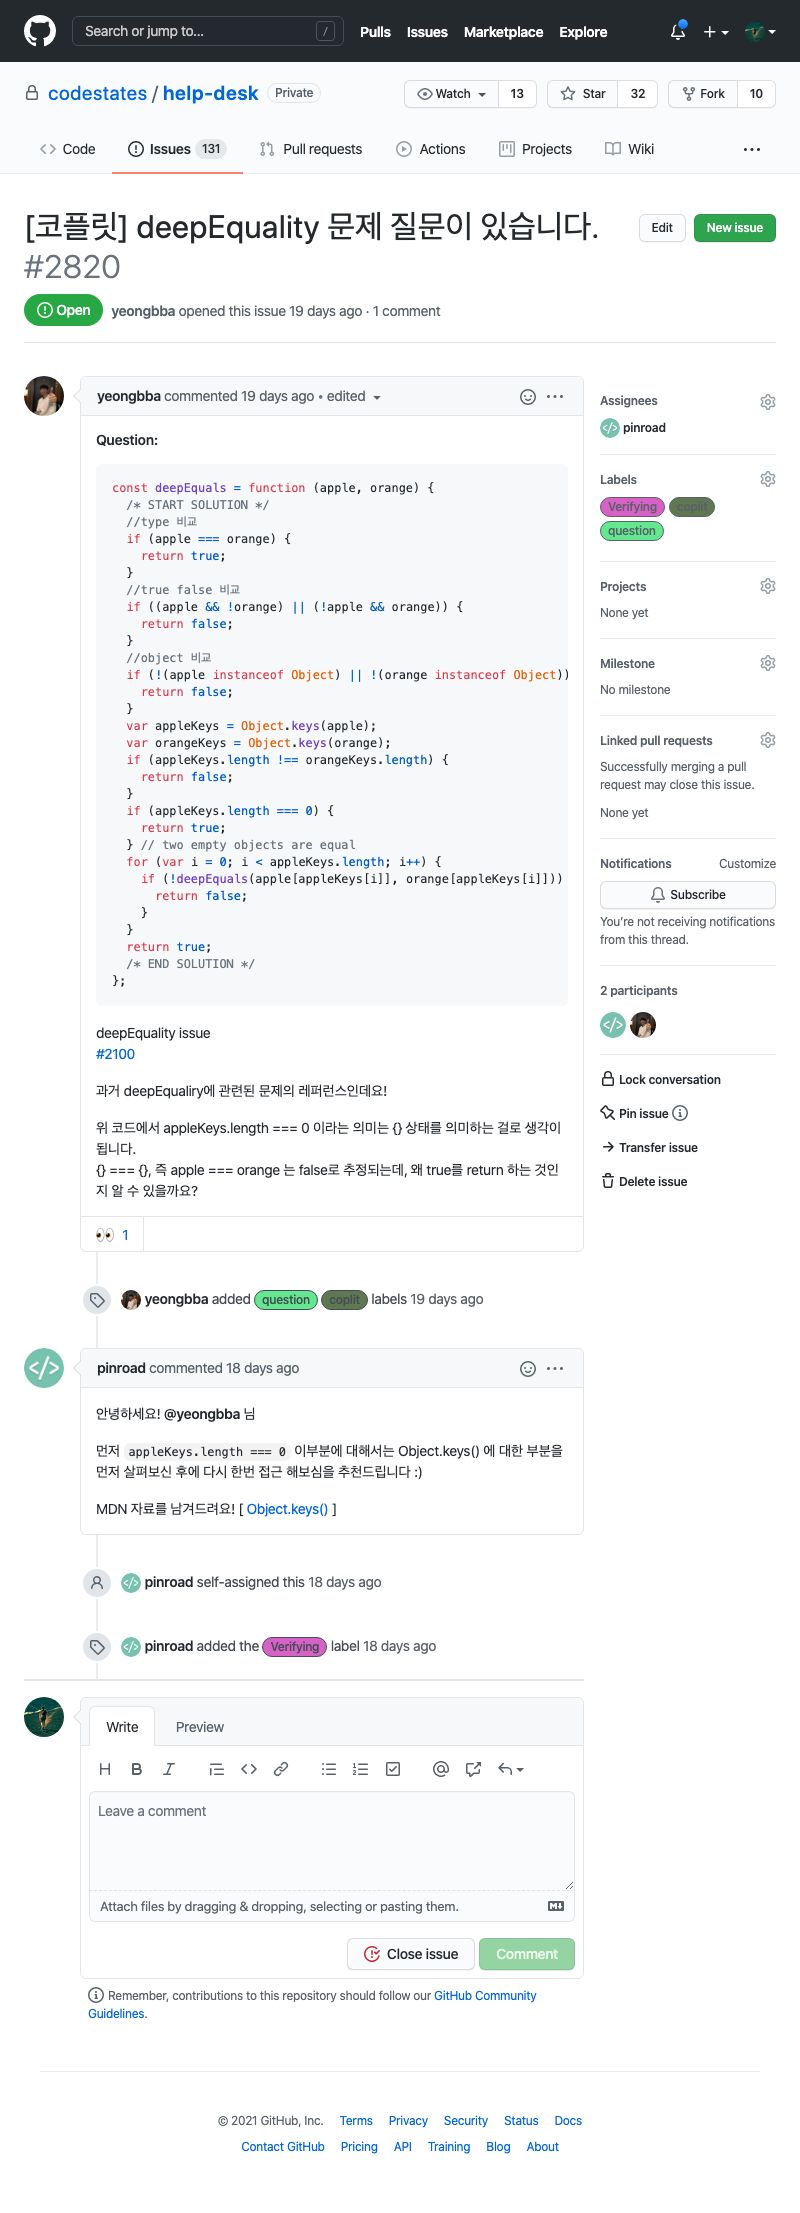 Search or jump to... /
Pulls Issues Marketplace Explore
codestates / help-desk Private
Watch 13 Star 32 Fork 10
Code Issues 131 Pull requests Actions Projects Wiki
[코플릿] deepEquality 문제 질문이 있습니다.
#2820
Edit New issue
Open yeongbba opened this issue 19 days ago · 1 comment
yeongbba commented 19 days ago • edited
Question:
const deepEquals = function (apple, orange) {
/* START SOLUTION */
//type 비교
if (apple === orange) {
return true;
}
//true false 비교
if ((apple && !orange) || (!apple && orange)) {
return false;
}
//object 비교
if (!(apple instanceof Object) || !(orange instanceof Object))
return false;
}
var appleKeys = Object.keys(apple);
var orangeKeys = Object.keys(orange);
if (appleKeys.length !== orangeKeys.length) {
return false;
}
if (appleKeys.length === 0) {
return true;
} // two empty objects are equal
for (var i = 0; i < appleKeys.length; i++) {
if (!deepEquals(apple[appleKeys[i]], orange[appleKeys[i]]))
return false;
}
}
return true;
/* END SOLUTION */
};
deepEquality issue
#2100
과거 deepEqualiry에 관련된 문제의 레퍼런스인데요!
위 코드에서 appleKeys.length === 0 이라는 의미는 {} 상태를 의미하는 걸로 생각이
됩니다.
{} === {}, 즉 apple === orange 는 false로 추정되는데, 왜 true를 return 하는 것인
지 알 수 있을까요?
👀 1
yeongbba added question coplit labels 19 days ago
pinroad commented 18 days ago
안녕하세요! @yeongbba 님
먼저 appleKeys.length === 0 이부분에 대해서는 Object.keys() 에 대한 부분을
먼저 살펴보신 후에 다시 한번 접근 해보심을 추천드립니다 :)
MDN 자료를 남겨드려요! [ Object.keys() ]
pinroad self-assigned this 18 days ago
pinroad added the Verifying label 18 days ago
Write Preview
Leave a comment
Attach files by dragging & dropping, selecting or pasting them.
Close issue Comment
Remember, contributions to this repository should follow our GitHub Community
Guidelines.
Assignees
pinroad
Labels
Verifying coplit
question
Projects
None yet
Milestone
No milestone
Linked pull requests
Successfully merging a pull
request may close this issue.
None yet
Notifications Customize
Subscribe
You're not receiving notifications
from this thread.
2 participants
Lock conversation
Pin issue
Transfer issue
Delete issue
© 2021 GitHub, Inc. Terms Privacy Security Status Docs
Contact GitHub Pricing API Training Blog About